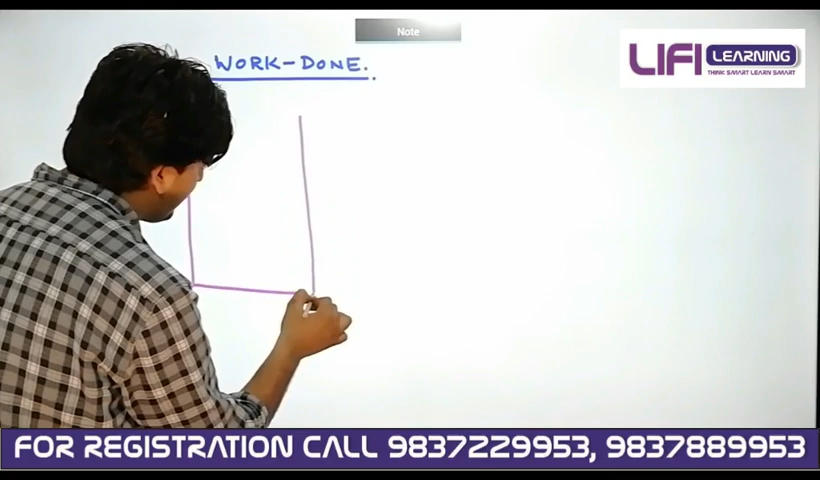 Note
WORK-DONE.
LIFI LEARNING
THINK SMART LEARN SMART
FOR REGISTRATION CALL 9837229953, 9837889953